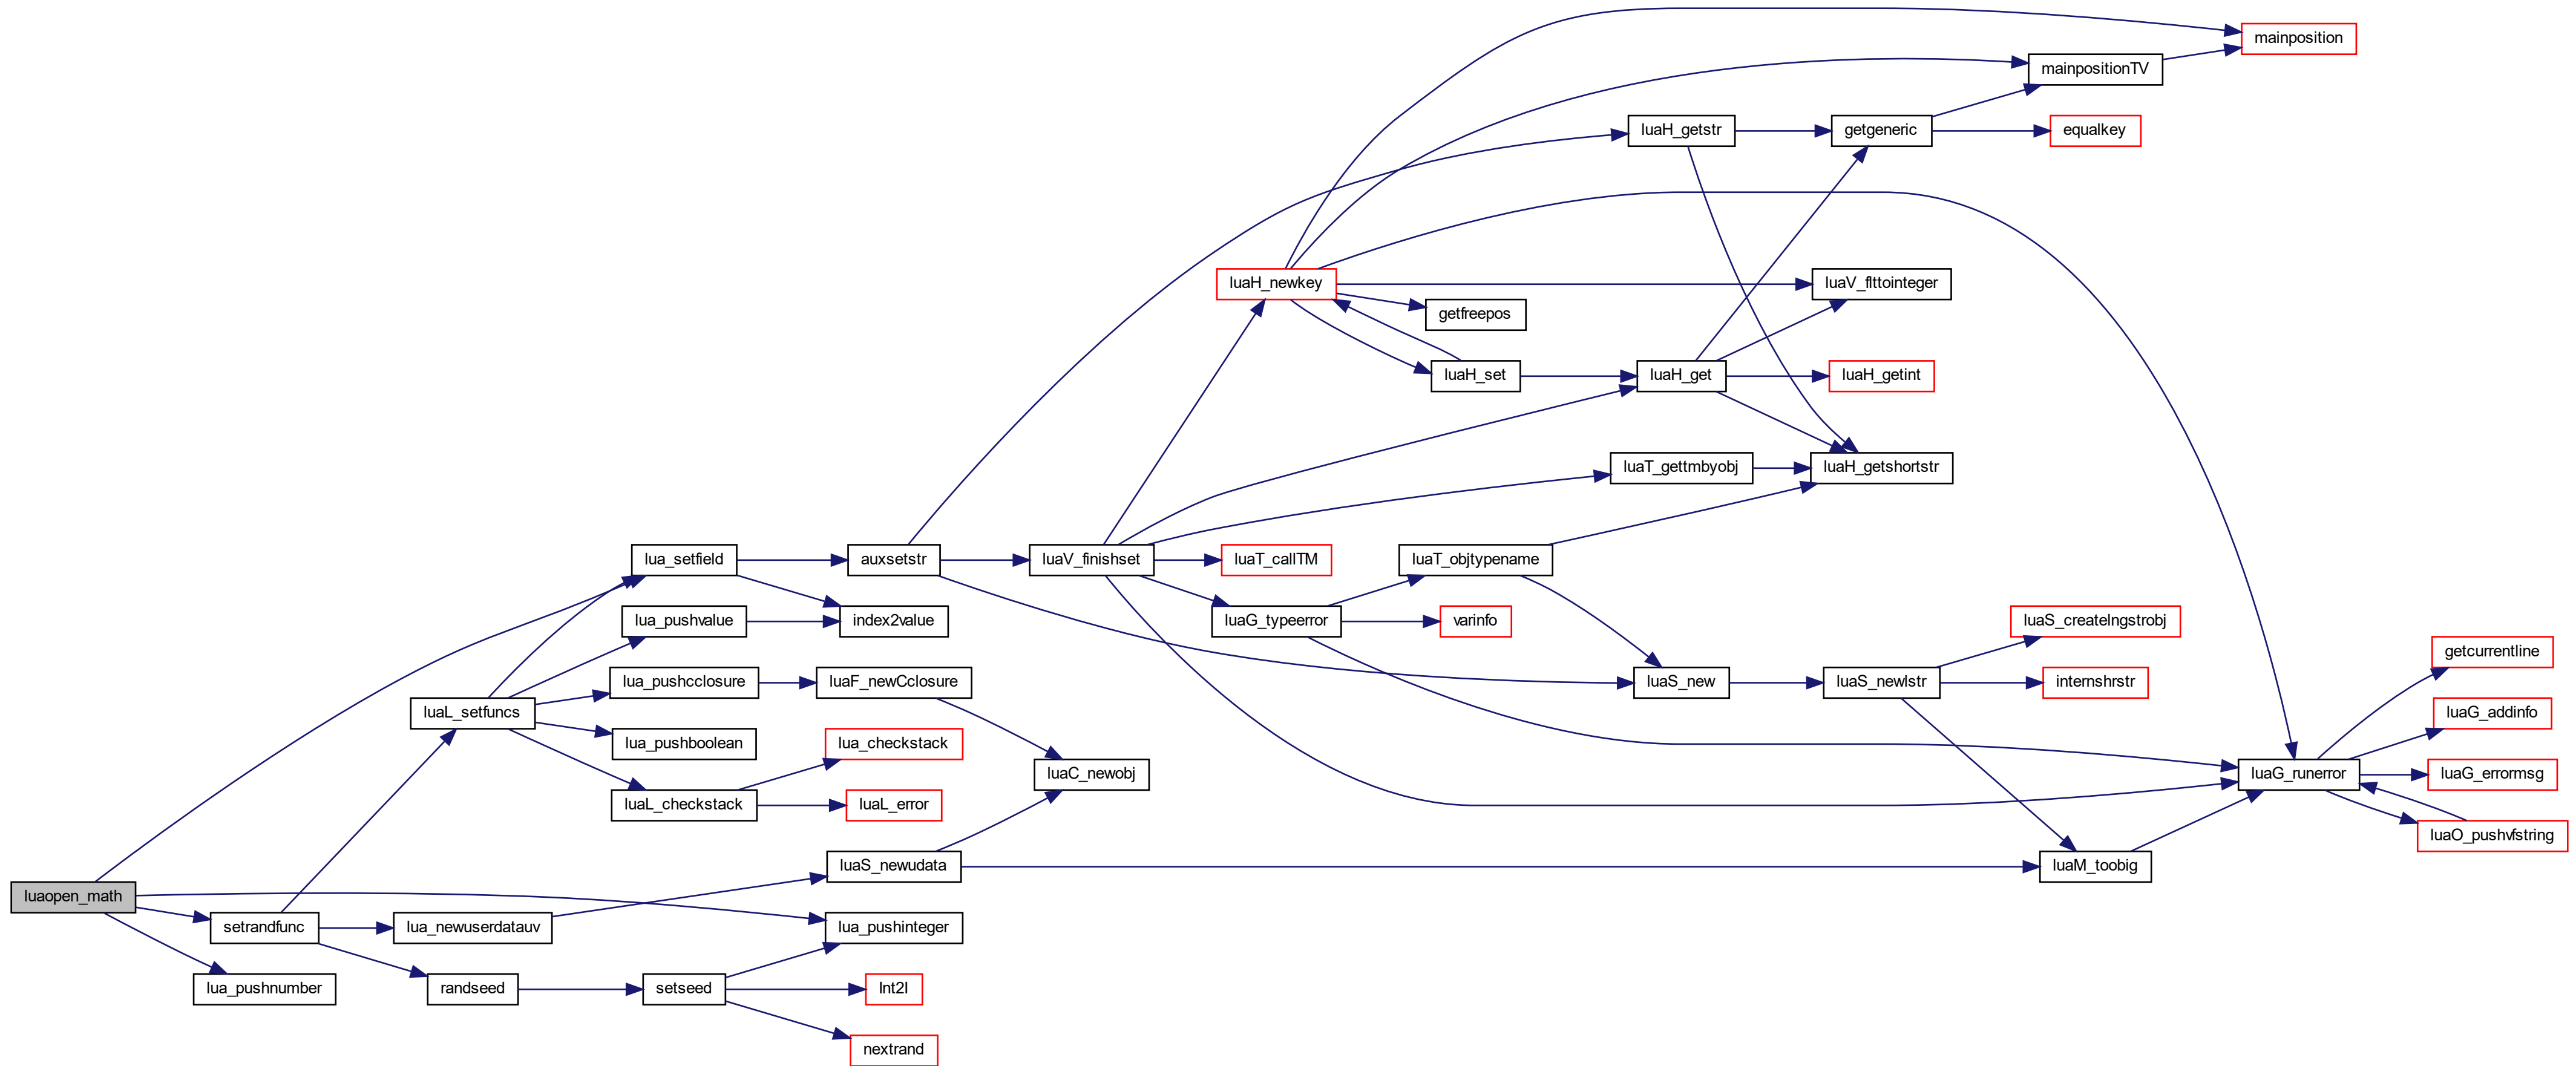 mainposition
mainpositionTV
luaH_getstr
getgeneric
equalkey
luaH_newkey
luaV_flttointeger
getfreepos
luaH_set
luaH_get
luaH_getint
luaT_gettmbyobj
luaH_getshortstr
lua_setfield
auxsetstr
luaV_finishset
luaT_callTM
luaT_objtypename
lua_pushvalue
index2value
luaG_typeerror
varinfo
luaS_createlngstrobj
getcurrentline
lua_pushcclosure
luaF_newCclosure
luaS_new
luaS_newlstr
internshrstr
luaL_setfuncs
luaG_addinfo
lua_pushboolean
lua_checkstack
luaC_newobj
luaG_runerror
luaG_errormsg
luaL_checkstack
luaL_error
luaO_pushvfstring
luaS_newudata
luaM_toobig
luaopen_math
setrandfunc
lua_newuserdatauv
lua_pushinteger
lua_pushnumber
randseed
setseed
Int2I
nextrand